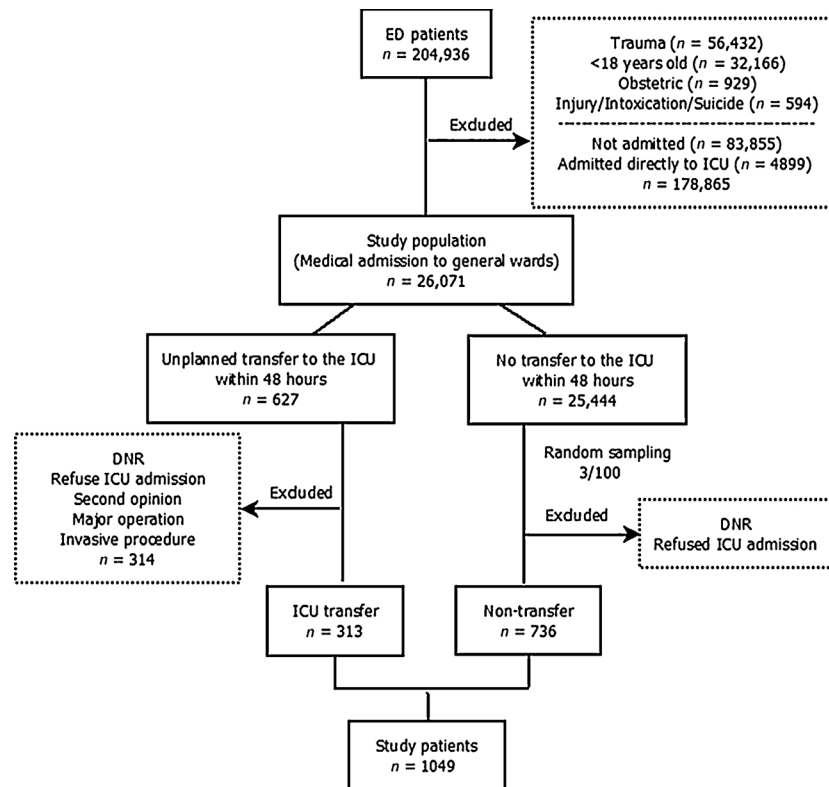 ED patients
n = 204,936
Trauma (n = 56,432)
<18 years old (n = 32,166)
Obstetric (n = 929)
Injury/Intoxication/Suicide (n = 594)
Not admitted (n = 83,855)
Admitted directly to ICU (n = 4899)
n = 178,865
Excluded
Study population
(Medical admission to general wards)
n = 26,071
Unplanned transfer to the ICU
within 48 hours
n = 627
No transfer to the ICU
within 48 hours
n = 25,444
DNR
Refuse ICU admission
Second opinion
Major operation
Invasive procedure
n = 314
Excluded
Random sampling
3/100
Excluded
DNR
Refused ICU admission
ICU transfer
n = 313
Non-transfer
n = 736
Study patients
n = 1049